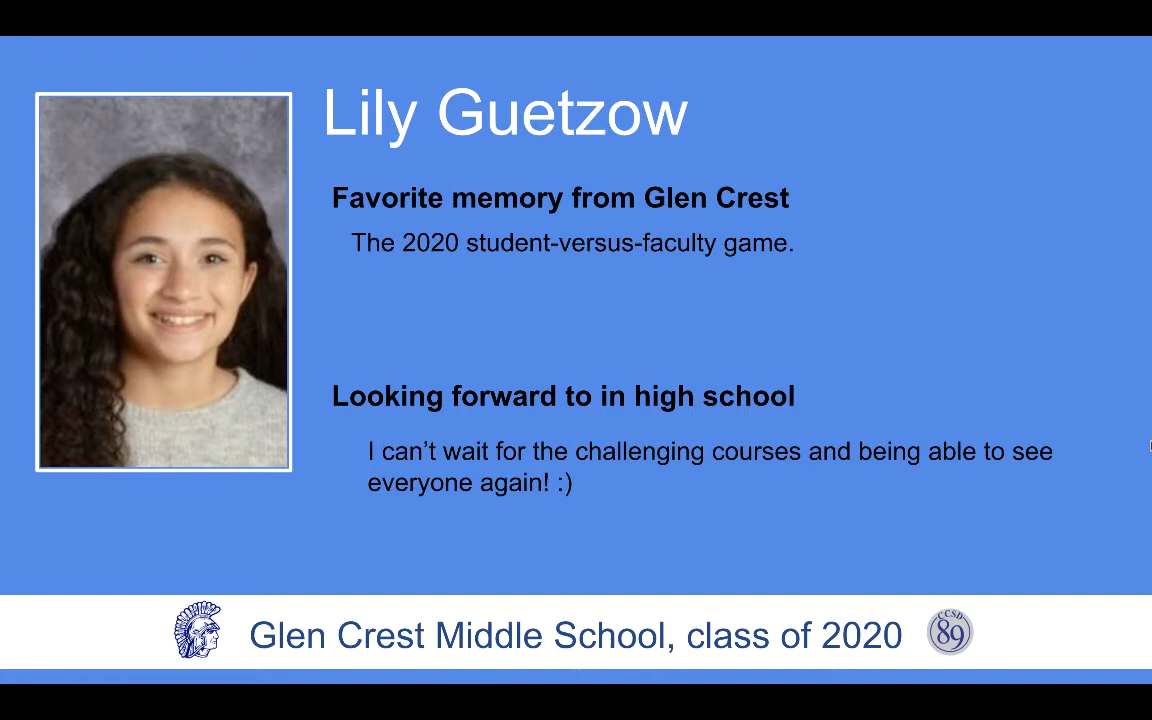 Lily Guetzow
Favorite memory from Glen Crest
The 2020 student-versus-faculty game.
Looking forward to in high school
I can’t wait for the challenging courses and being able to see
everyone again! :)
Glen Crest Middle School, class of 2020
CCSD
89